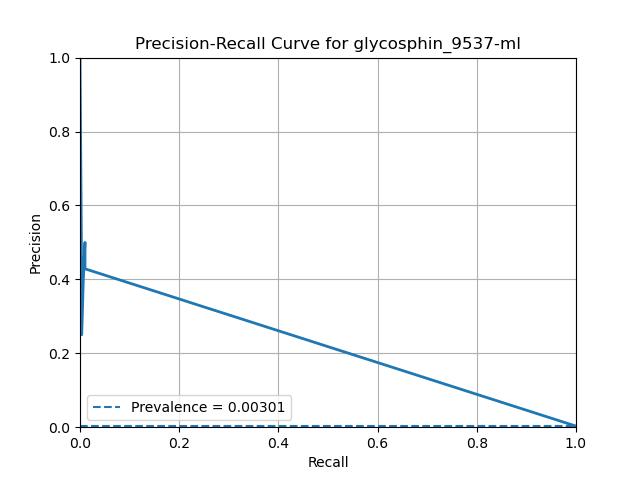 Precision-Recall Curve for glycosphin_9537-ml
1.0
0.8
0.6
0.4
0.2
0.0
Precision
Prevalence = 0.00301
0.0 0.2 0.4 0.6 0.8 1.0
Recall